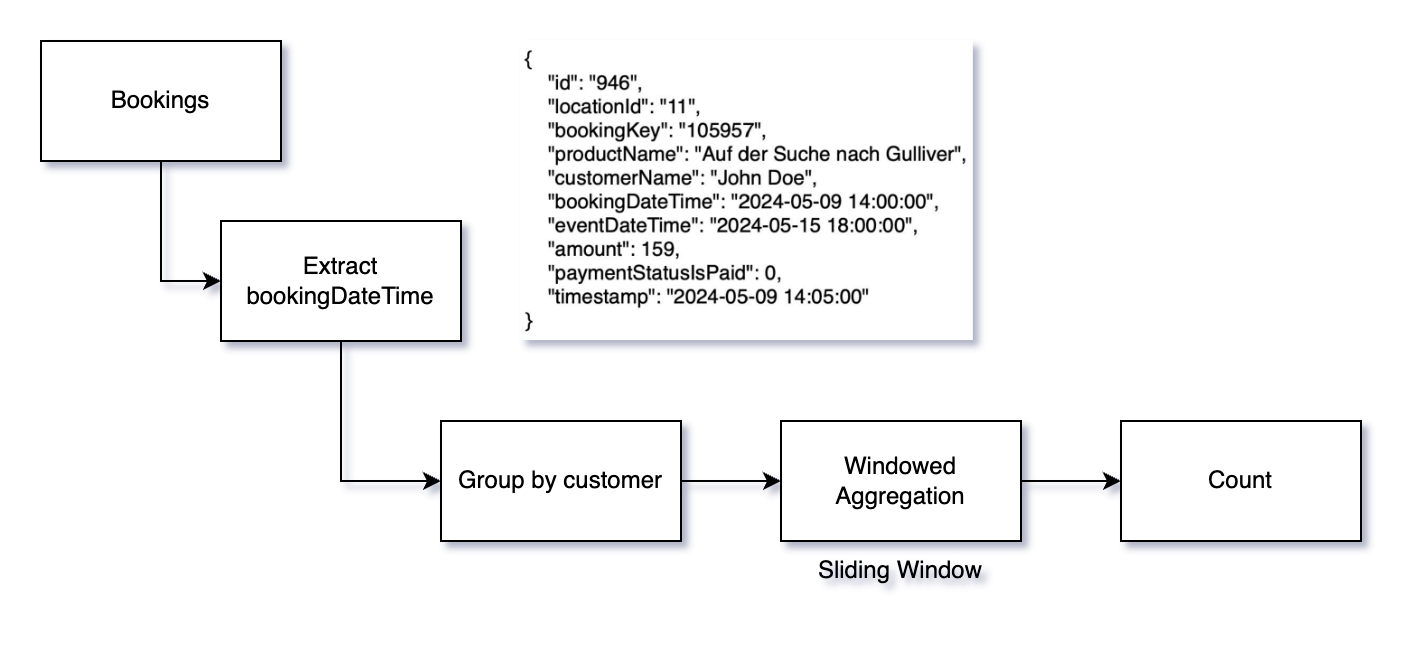 Bookings
{
"id": "946",
"locationId": "11",
"bookingKey": "105957",
"productName": "Auf der Suche nach Gulliver",
"customerName": "John Doe",
"bookingDateTime": "2024-05-09 14:00:00",
"eventDateTime": "2024-05-15 18:00:00",
"amount": 159,
"paymentStatusIsPaid": 0,
"timestamp": "2024-05-09 14:05:00"
}
Extract
bookingDateTime
Group by customer
Windowed
Aggregation
Sliding Window
Count